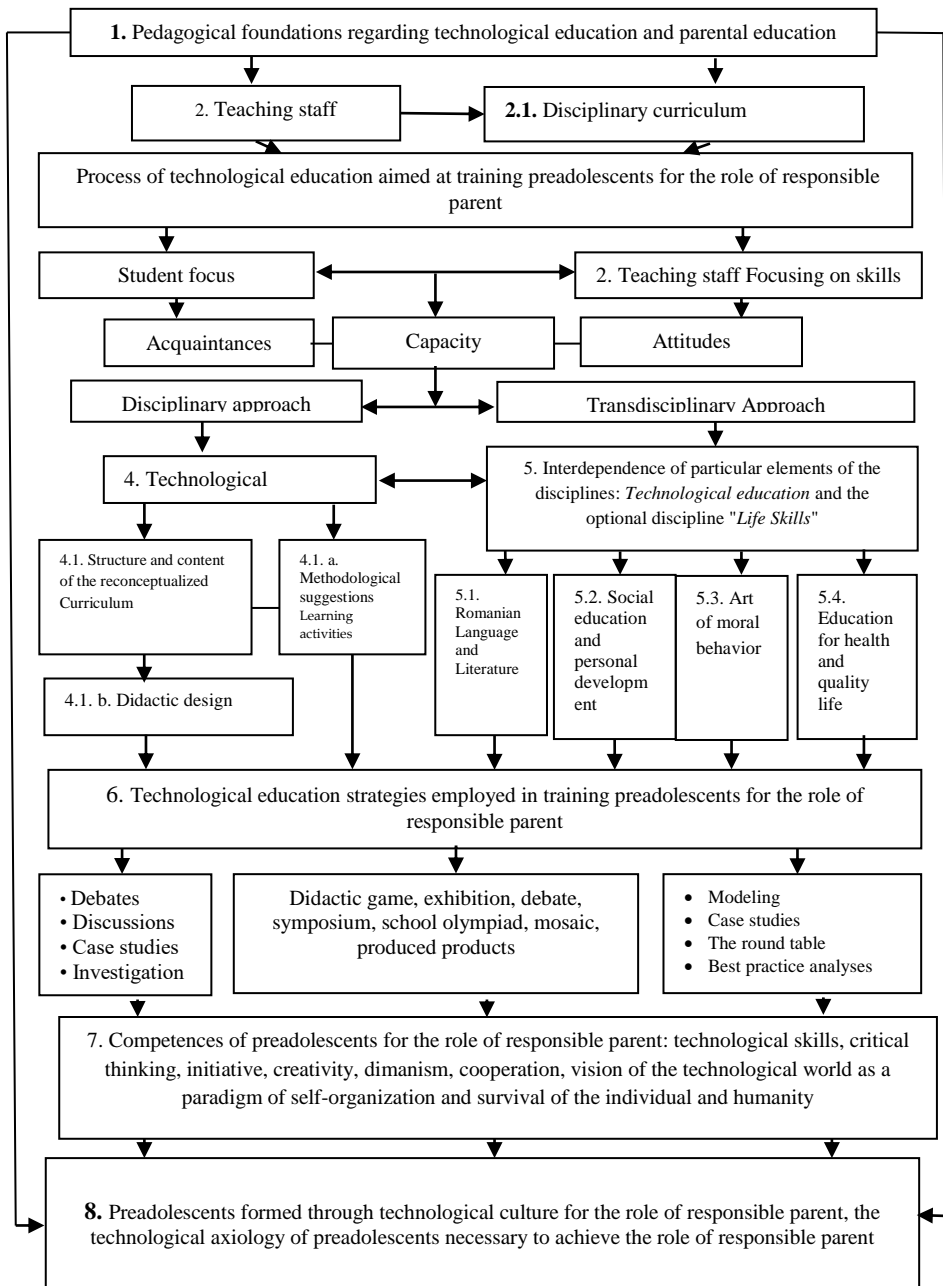 1. Pedagogical foundations regarding technological education and parental education
2. Teaching staff
2.1. Disciplinary curriculum
Process of technological education aimed at training preadolescents for the role of responsible
parent
Student focus
2. Teaching staff Focusing on skills
Acquaintances
Capacity
Attitudes
Disciplinary approach
Transdisciplinary Approach
4. Technological
5. Interdependence of particular elements of the
disciplines: Technological education and the
optional discipline "Life Skills"
4.1. Structure and content
of the reconceptualized
Curriculum
4.1. a.
Methodological
suggestions
Learning
activities
5.1.
Romanian
Language
and
Literature
5.2. Social
education
and
personal
developm
ent
5.3. Art
of moral
behavior
5.4.
Education
for health
and
quality
life
4.1. b. Didactic design
6. Technological education strategies employed in training preadolescents for the role of
responsible parent
• Debates
• Discussions
• Case studies
• Investigation
Didactic game, exhibition, debate,
symposium, school olympiad, mosaic,
produced products
• Modeling
• Case studies
• The round table
• Best practice analyses
7. Competences of preadolescents for the role of responsible parent: technological skills, critical
thinking, initiative, creativity, dimanism, cooperation, vision of the technological world as a
paradigm of self-organization and survival of the individual and humanity
8. Preadolescents formed through technological culture for the role of responsible parent, the
technological axiology of preadolescents necessary to achieve the role of responsible parent